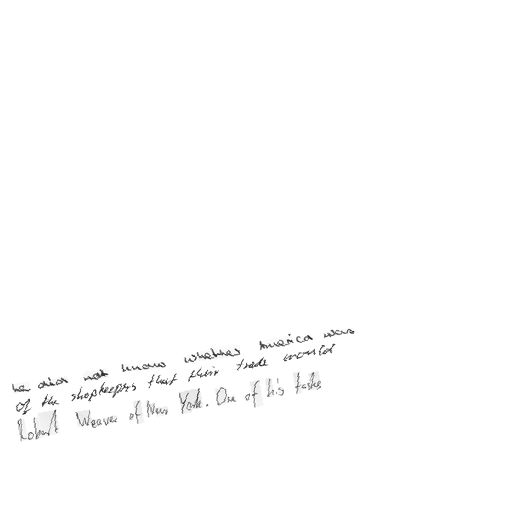 he did not know whether America was
of the shopkeepers that their trade would
Robert Weaver of New York. One of his tasks